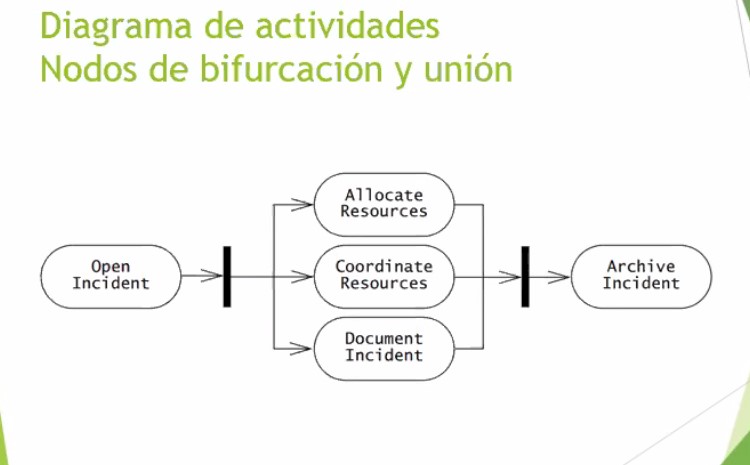 Diagrama de actividades
Nodos de bifurcación y unión
Allocate
Resources
Open
Incident
Coordinate
Resources
Archive
Incident
Document
Incident